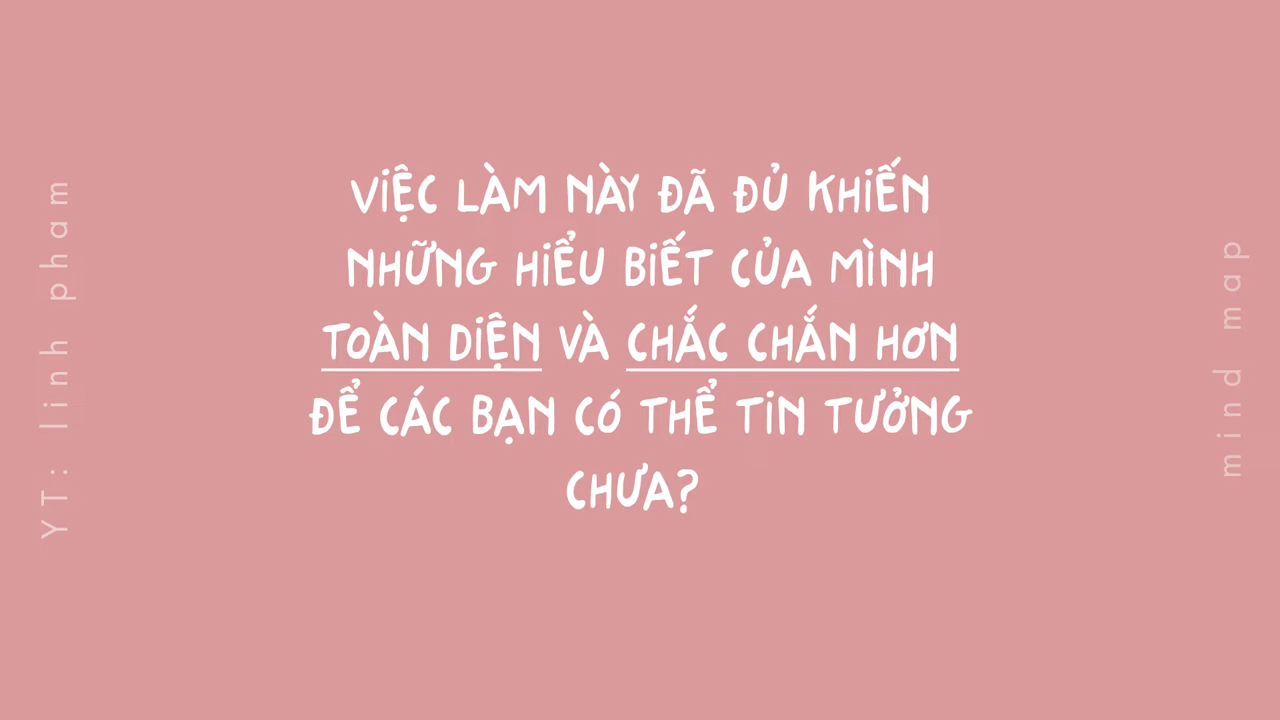 VIỆC LÀM NÀY ĐÃ ĐỦ KHIẾN
NHỮNG HIỂU BIẾT CỦA MÌNH
TOÀN DIỆN VÀ CHẮC CHẮN HƠN
ĐỂ CÁC BẠN CÓ THỂ TIN TƯỞNG
CHƯA?
YT: linh pham
mind map